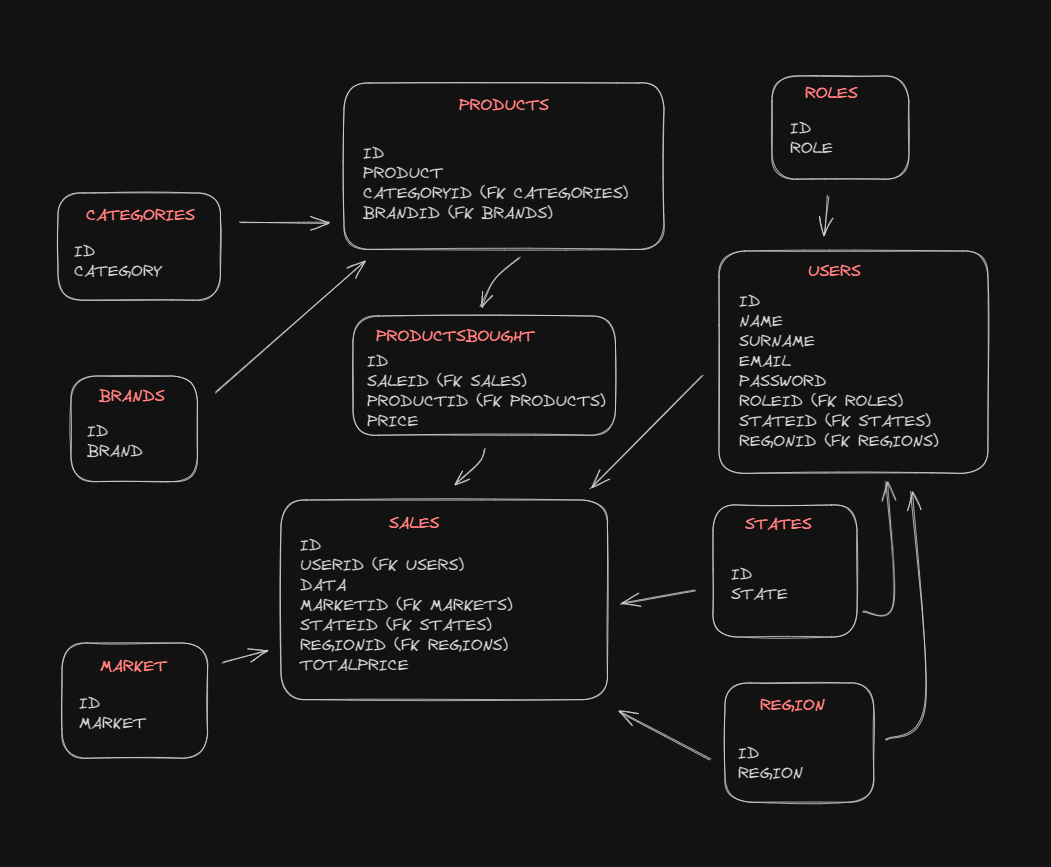 PRODUCTS
ID
PRODUCT
CATEGORYID (FK CATEGORIES)
BRANDID (FK BRANDS)
ROLES
ID
ROLE
CATEGORIES
ID
CATEGORY
USERS
ID
NAME
SURNAME
EMAIL
PASSWORD
ROLEID (FK ROLES)
STATEID (FK STATES)
REGONID (FK REGIONS)
PRODUCTSBOUGHT
ID
SALEID (FK SALES)
PRODUCTID (FK PRODUCTS)
PRICE
BRANDS
ID
BRAND
SALES
ID
USERID (FK USERS)
DATA
MARKETID (FK MARKETS)
STATEID (FK STATES)
REGIONID (FK REGIONS)
TOTALPRICE
STATES
ID
STATE
MARKET
ID
MARKET
REGION
ID
REGION